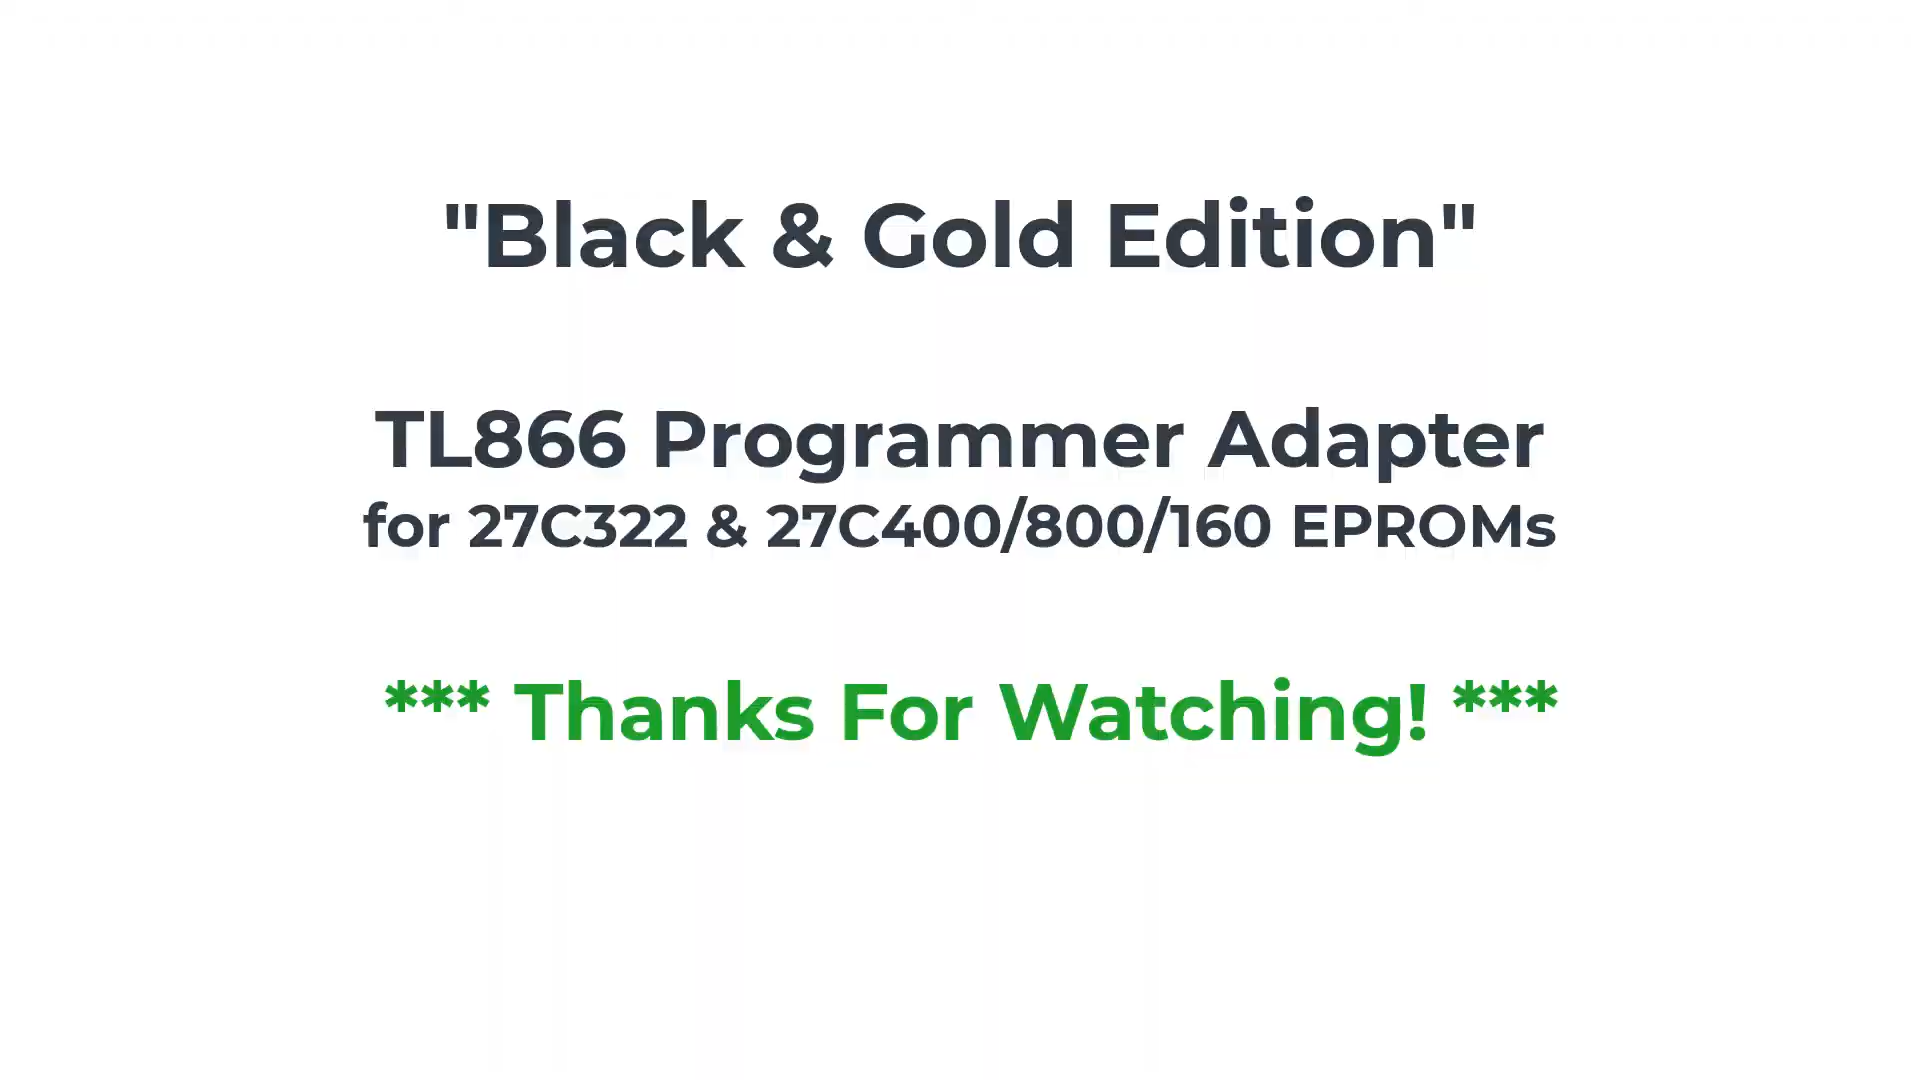 "Black & Gold Edition"
TL866 Programmer Adapter
for 27C322 & 27C400/800/160 EPROMs
*** Thanks For Watching! ***